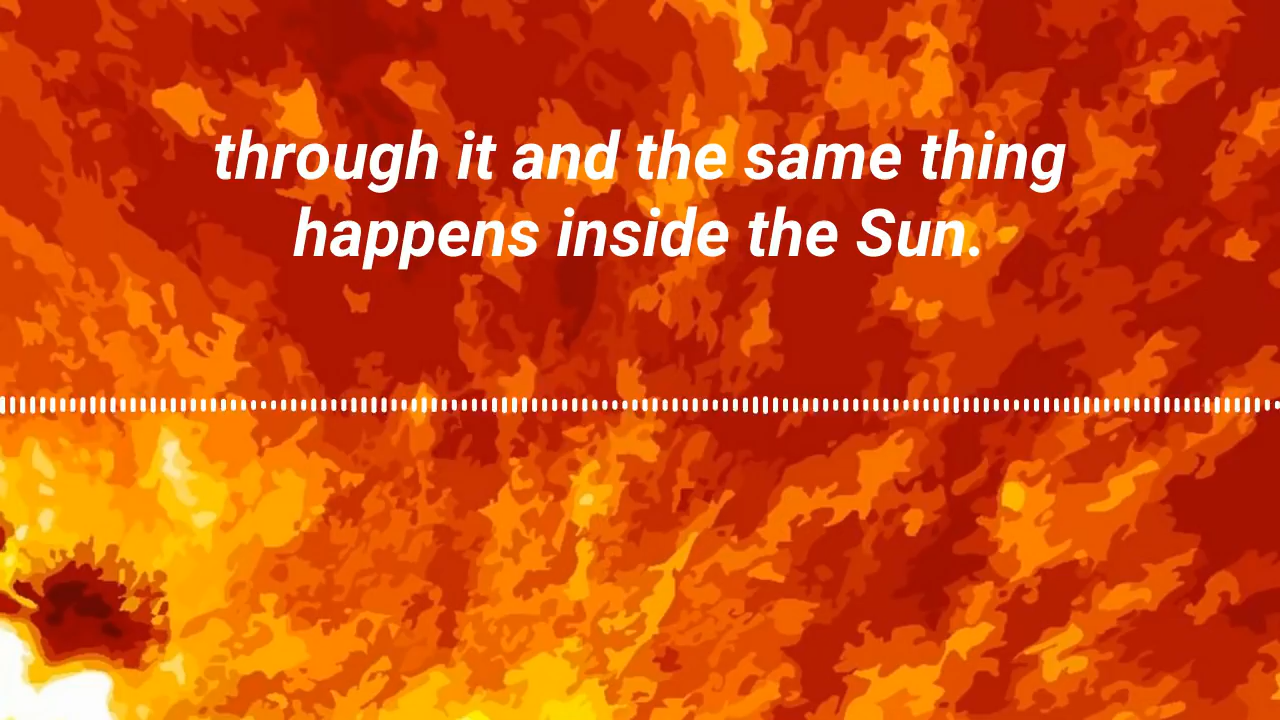 through it and the same thing
happens inside the Sun.